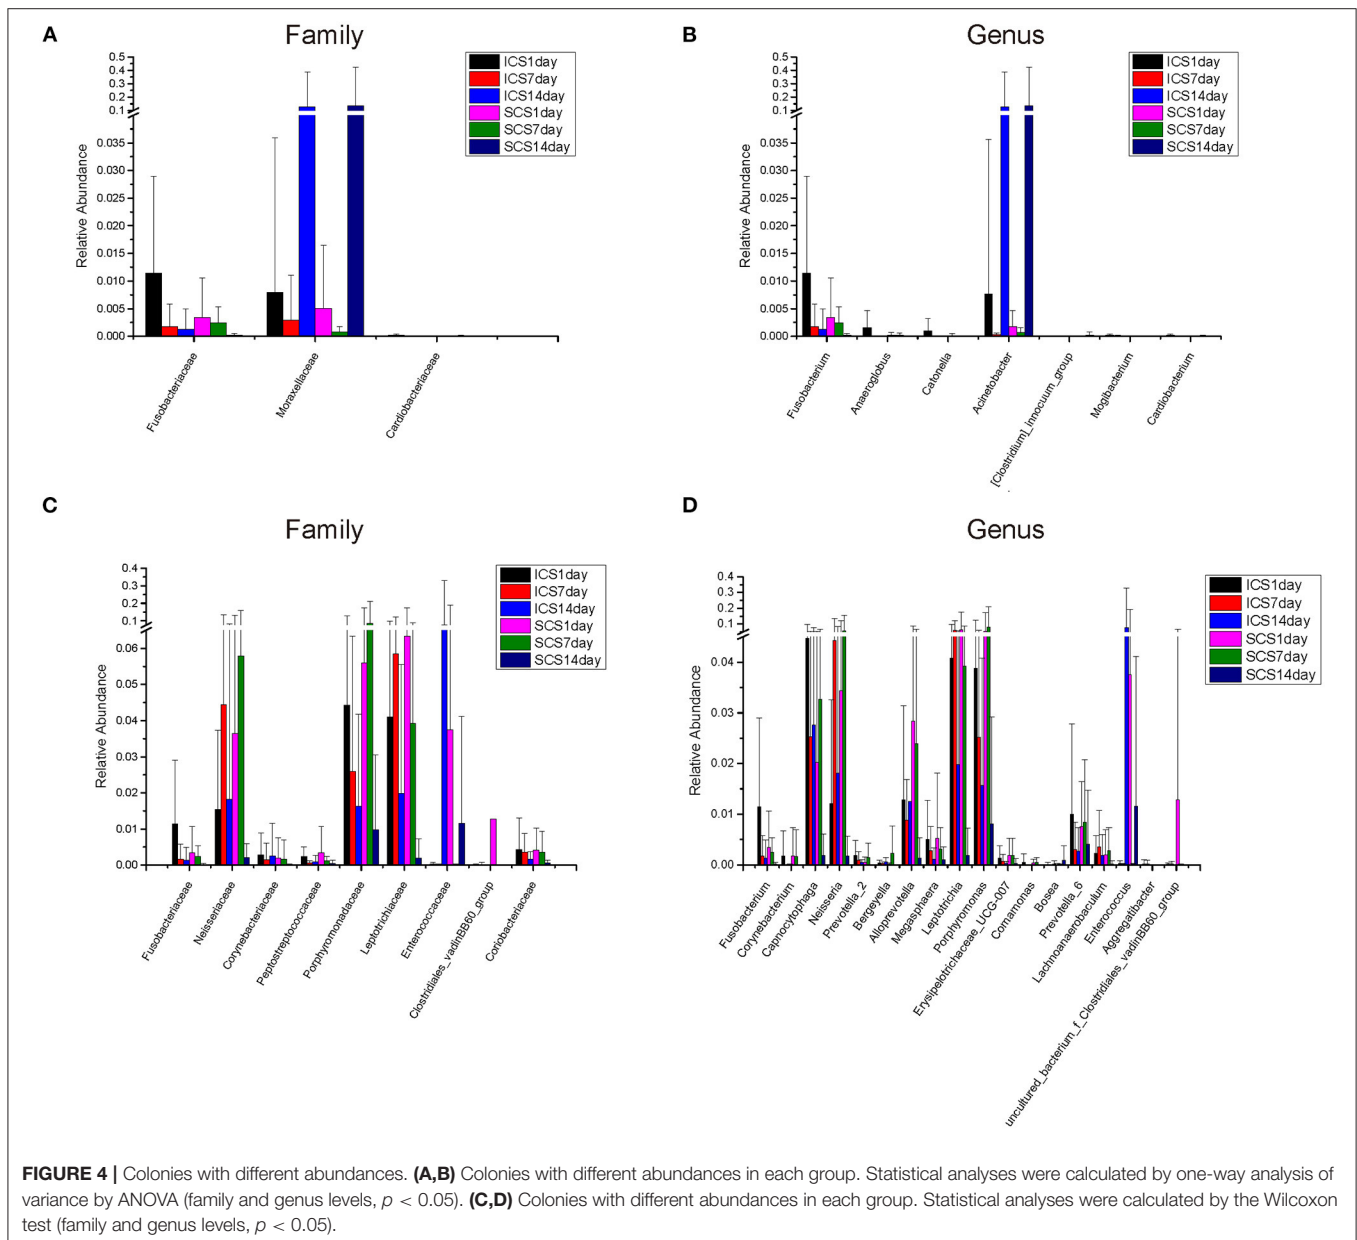 A
Family
0.5
0.4
0.3
0.2
0.1
0.035
0.030
0.025
0.020
0.015
0.010
0.005
0.000
Relative Abundance
ICS1day
ICS7day
ICS14day
SCS1day
SCS7day
SCS14day
Fusobacteriaceae
Moraxellaceae
Cardiobacteriaceae
B
Genus
0.5
0.4
0.3
0.2
0.1
0.035
0.030
0.025
0.020
0.015
0.010
0.005
0.000
Relative Abundance
ICS1day
ICS7day
ICS14day
SCS1day
SCS7day
SCS14day
Fusobacterium
Anaeroglobus
Catonella
Acinetobacter
[Clostridium]_innocuum_group
Mogibacterium
Cardiobacterium
C
Family
0.4
0.3
0.2
0.1
0.06
0.05
0.04
0.03
0.02
0.01
0.00
Relative Abundance
ICS1day
ICS7day
ICS14day
SCS1day
SCS7day
SCS14day
Fusobacteriaceae
Neisseriaceae
Corynebacteriaceae
Peptostreptococcaceae
Porphyromonadaceae
Leptotrichiaceae
Enterococcaceae
Clostridiales_vadinBB60_group
Coriobacteriaceae
D
Genus
0.4
0.3
0.2
0.1
0.04
0.03
0.02
0.01
0.00
Relative Abundance
ICS1day
ICS7day
ICS14day
SCS1day
SCS7day
SCS14day
Fusobacterium
Corynebacterium
Capnocytophaga
Neisseria
Prevotella_2
Bergeyella
Alloprevotella
Megasphaera
Leptotrichia
Porphyromonas
Erysipelotrichaceae_UCG-007
Comamonas
Bosea
Prevotella_6
Lachnoanaerobaculum
Enterococcus
Aggregatibacter
uncultured_bacterium_f_Clostridiales_vadinBB60_group
FIGURE 4 | Colonies with different abundances. (A,B) Colonies with different abundances in each group. Statistical analyses were calculated by one-way analysis of
variance by ANOVA (family and genus levels, p < 0.05). (C,D) Colonies with different abundances in each group. Statistical analyses were calculated by the Wilcoxon
test (family and genus levels, p < 0.05).